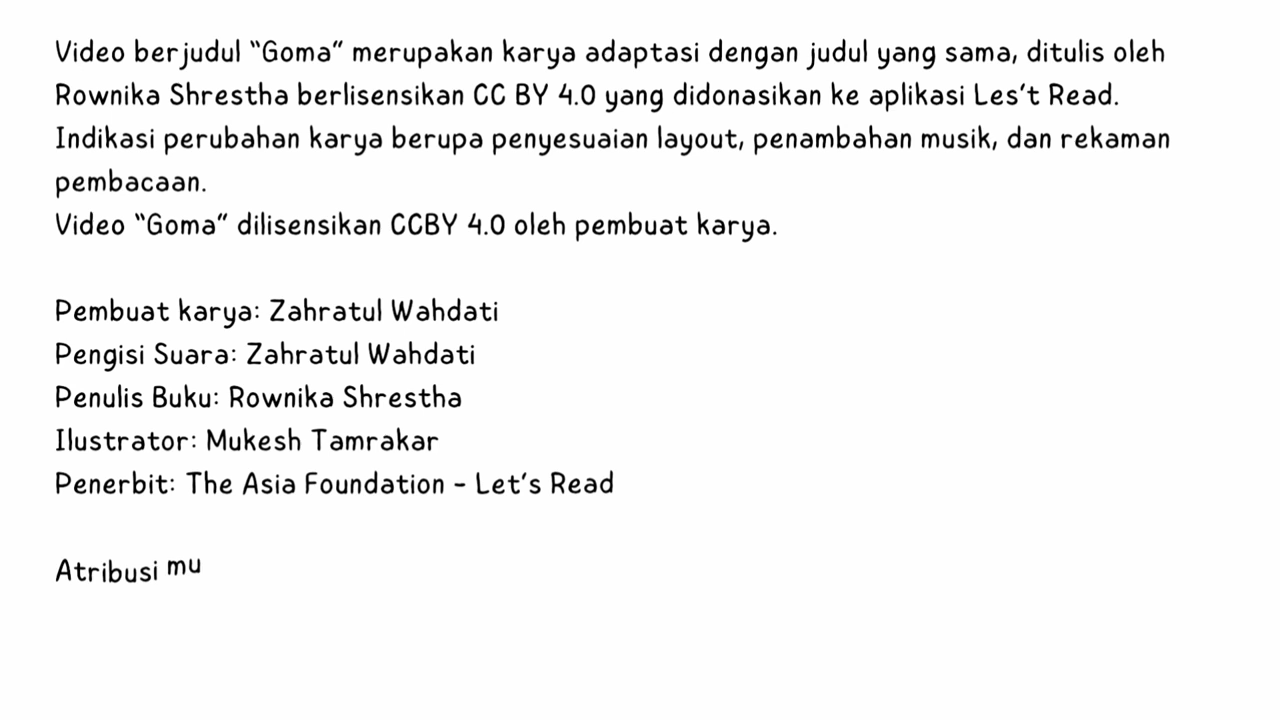 Video berjudul “Goma” merupakan karya adaptasi dengan judul yang sama, ditulis oleh
Rownika Shrestha berlisensikan CC BY 4.0 yang didonasikan ke aplikasi Les’t Read.
Indikasi perubahan karya berupa penyesuaian layout, penambahan musik, dan rekaman
pembacaan.
Video “Goma” dilisensikan CCBY 4.0 oleh pembuat karya.
Pembuat karya: Zahratul Wahdati
Pengisi Suara: Zahratul Wahdati
Penulis Buku: Rownika Shrestha
Ilustrator: Mukesh Tamrakar
Penerbit: The Asia Foundation - Let’s Read
Atribusi mu